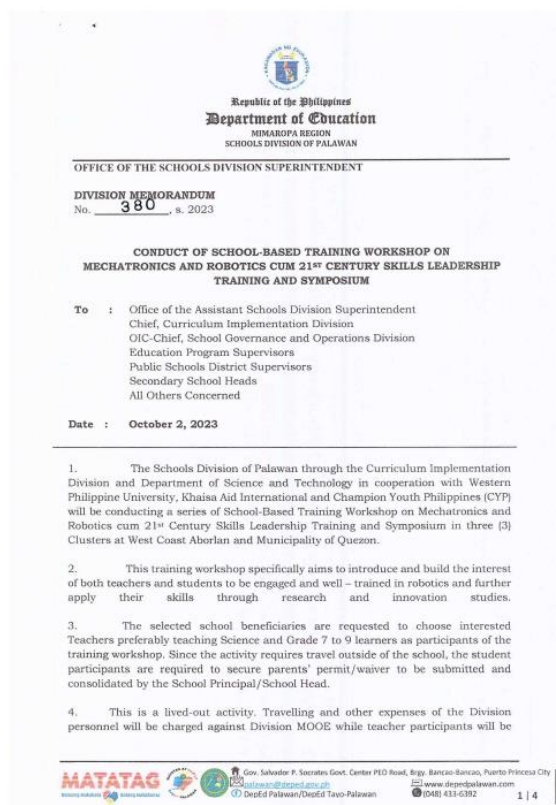 Republic of the Philippines
Department of Education
MIMAROPA REGION
SCHOOLS DIVISION OF PALAWAN
OFFICE OF THE SCHOOLS DIVISION SUPERINTENDENT
DIVISION MEMORANDUM
No. 380, s. 2023
CONDUCT OF SCHOOL-BASED TRAINING WORKSHOP ON
MECHATRONICS AND ROBOTICS CUM 21ST CENTURY SKILLS LEADERSHIP
TRAINING AND SYMPOSIUM
To : Office of the Assistant Schools Division Superintendent
Chief, Curriculum Implementation Division
OIC-Chief, School Governance and Operations Division
Education Program Supervisors
Public Schools District Supervisors
Secondary School Heads
All Others Concerned
Date : October 2, 2023
1. The Schools Division of Palawan through the Curriculum Implementation
Division and Department of Science and Technology in cooperation with Western
Philippine University, Khaisa Aid International and Champion Youth Philippines (CYP)
will be conducting a series of School-Based Training Workshop on Mechatronics and
Robotics cum 21st Century Skills Leadership Training and Symposium in three (3)
Clusters at West Coast Aborlan and Municipality of Quezon.
2. This training workshop specifically aims to introduce and build the interest
of both teachers and students to be engaged and well – trained in robotics and further
apply their skills through research and innovation studies.
3. The selected school beneficiaries are requested to choose interested
Teachers preferably teaching Science and Grade 7 to 9 learners as participants of the
training workshop. Since the activity requires travel outside of the school, the student
participants are required to secure parents' permit/waiver to be submitted and
consolidated by the School Principal/School Head.
4. This is a lived-out activity. Travelling and other expenses of the Division
personnel will be charged against Division MOOE while teacher participants will be
MATATAG
Gov. Salvador P. Socrates Govt. Center PEO Road, Brgy. Bancao-Bancao, Puerto Princesa City
palawan@deped.gov.ph www.depedpalawan.com
DepEd Palawan/DepEd Tayo-Palawan (048) 433-6392
1 | 4